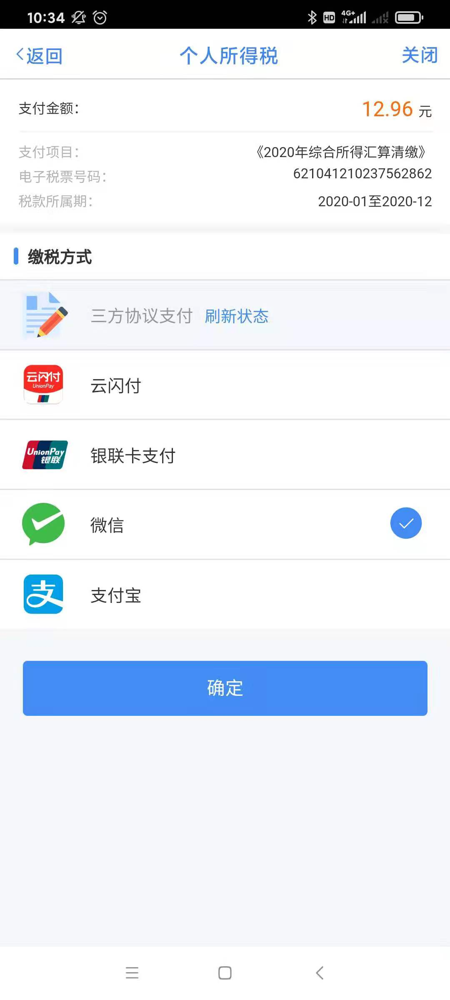 10:34 HD 4G+
返回 个人所得税 关闭
支付金额： 12.96 元
支付项目： 《2020年综合所得汇算清缴》
电子税票号码： 621041210237562862
税款所属期： 2020-01至2020-12
缴税方式
三方协议支付 刷新状态
云闪付
UnionPay
云闪付
UnionPay
银联
银联卡支付
微信
支
支付宝
确定